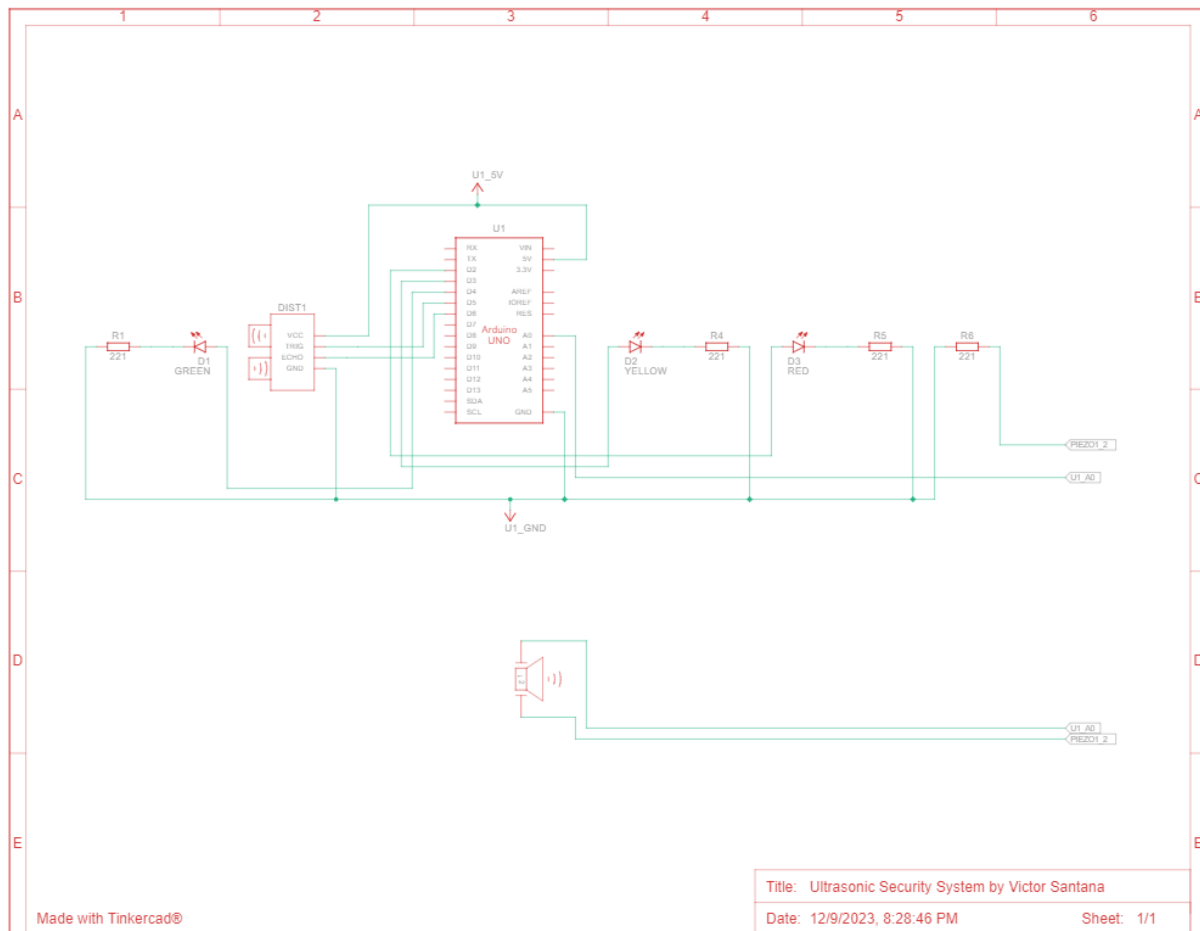 1 2 3 4 5 6
A A
U1_5V
U1
RX VIN
TX 5V
D2 3.3V
D3
D4 AREF
D5 IOREF
D6 RES
D7
D8 A0
D9 A1
D10 A2
D11 A3
D12 A4
D13 A5
SDA
SCL GND
Arduino
UNO
B B
DIST1
VCC
TRIG
ECHO
GND
R1
221
D1
GREEN
D2
YELLOW
R4
221
D3
RED
R5
221
R6
221
PIEZO1_2
C C
U1_A0
U1_GND
D D
U1_A0
PIEZO1_2
E E
Title: Ultrasonic Security System by Victor Santana
Made with Tinkercad®
Date: 12/9/2023, 8:28:46 PM Sheet: 1/1